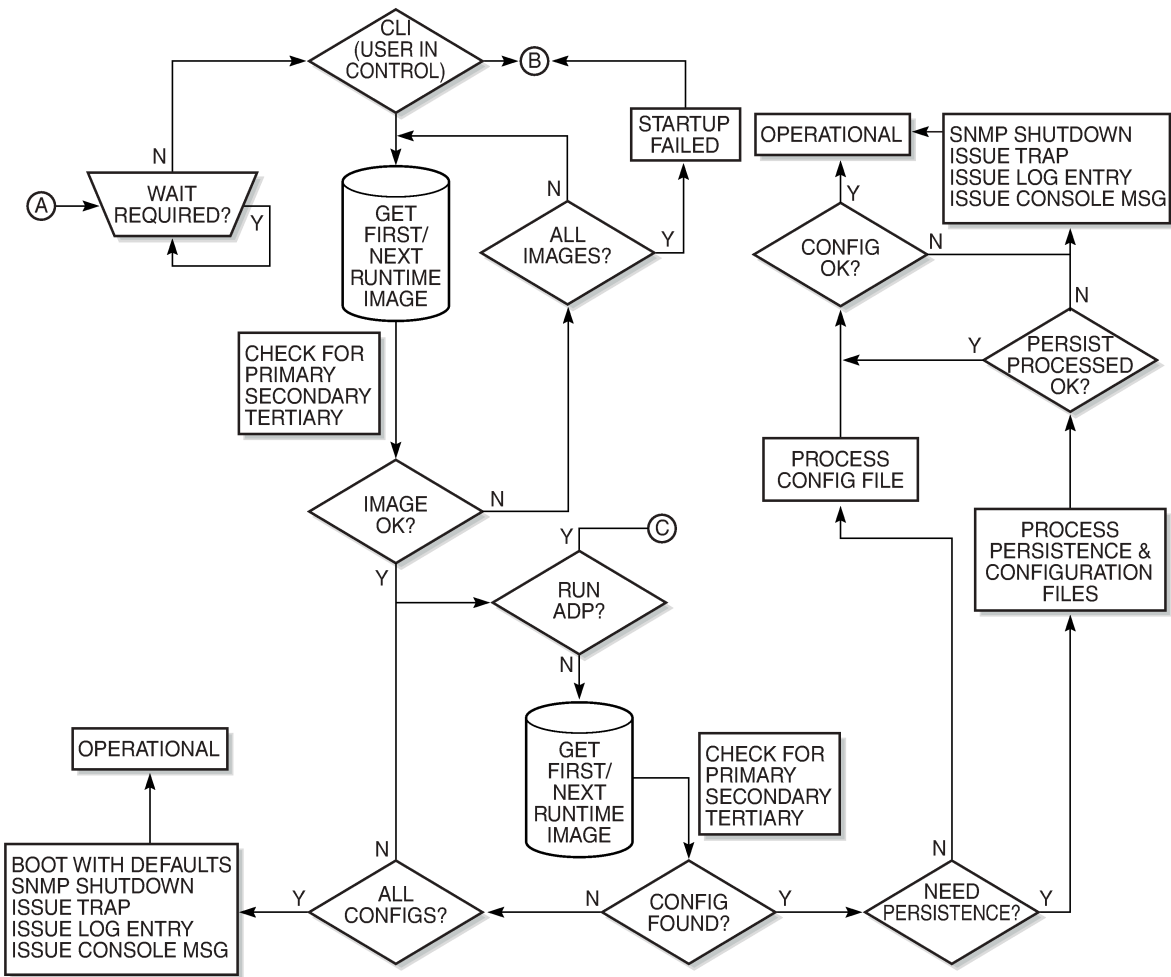 CLI
(USER IN
CONTROL)
B
STARTUP
FAILED
N
A
WAIT
REQUIRED?
Y
GET
FIRST/
NEXT
RUNTIME
IMAGE
N
ALL
IMAGES?
Y
CHECK FOR
PRIMARY
SECONDARY
TERTIARY
IMAGE
OK?
N
Y
OPERATIONAL
SNMP SHUTDOWN
ISSUE TRAP
ISSUE LOG ENTRY
ISSUE CONSOLE MSG
Y
CONFIG
OK?
N
N
Y
PERSIST
PROCESSED
OK?
PROCESS
CONFIG FILE
PROCESS
PERSISTENCE &
CONFIGURATION
FILES
Y
C
RUN
ADP?
N
GET
FIRST/
NEXT
RUNTIME
IMAGE
CHECK FOR
PRIMARY
SECONDARY
TERTIARY
OPERATIONAL
BOOT WITH DEFAULTS
SNMP SHUTDOWN
ISSUE TRAP
ISSUE LOG ENTRY
ISSUE CONSOLE MSG
Y
N
ALL
CONFIGS?
N
CONFIG
FOUND?
Y
N
NEED
PERSISTENCE?
Y